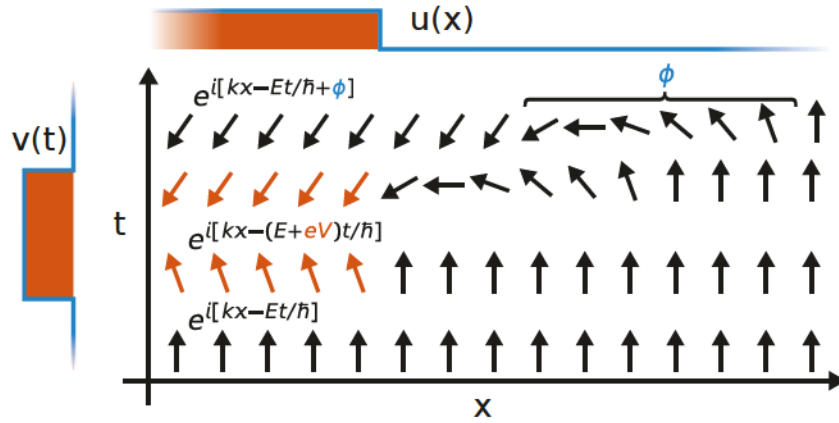 u(x)
e^{i[kx−Et/ħ+ϕ]}
ϕ
v(t)
t
e^{i[kx−(E+eV)t/ħ]}
e^{i[kx−Et/ħ]}
x